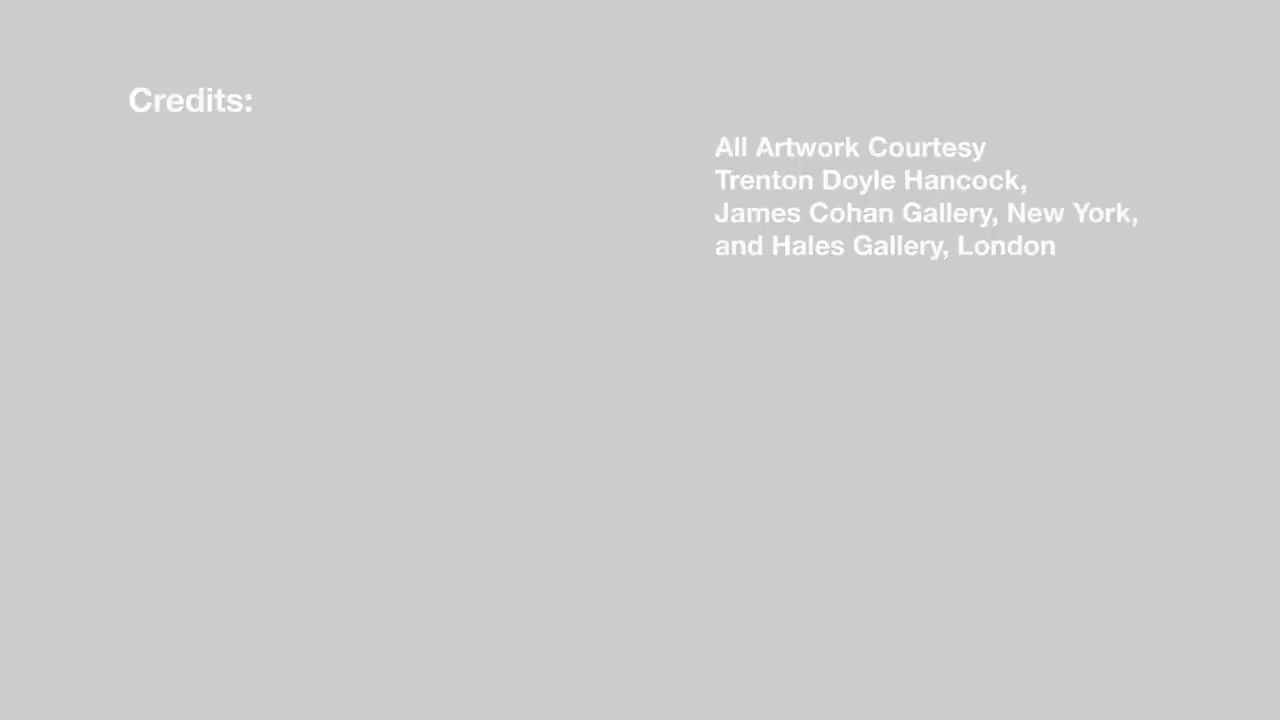 Credits:
All Artwork Courtesy
Trenton Doyle Hancock,
James Cohan Gallery, New York,
and Hales Gallery, London